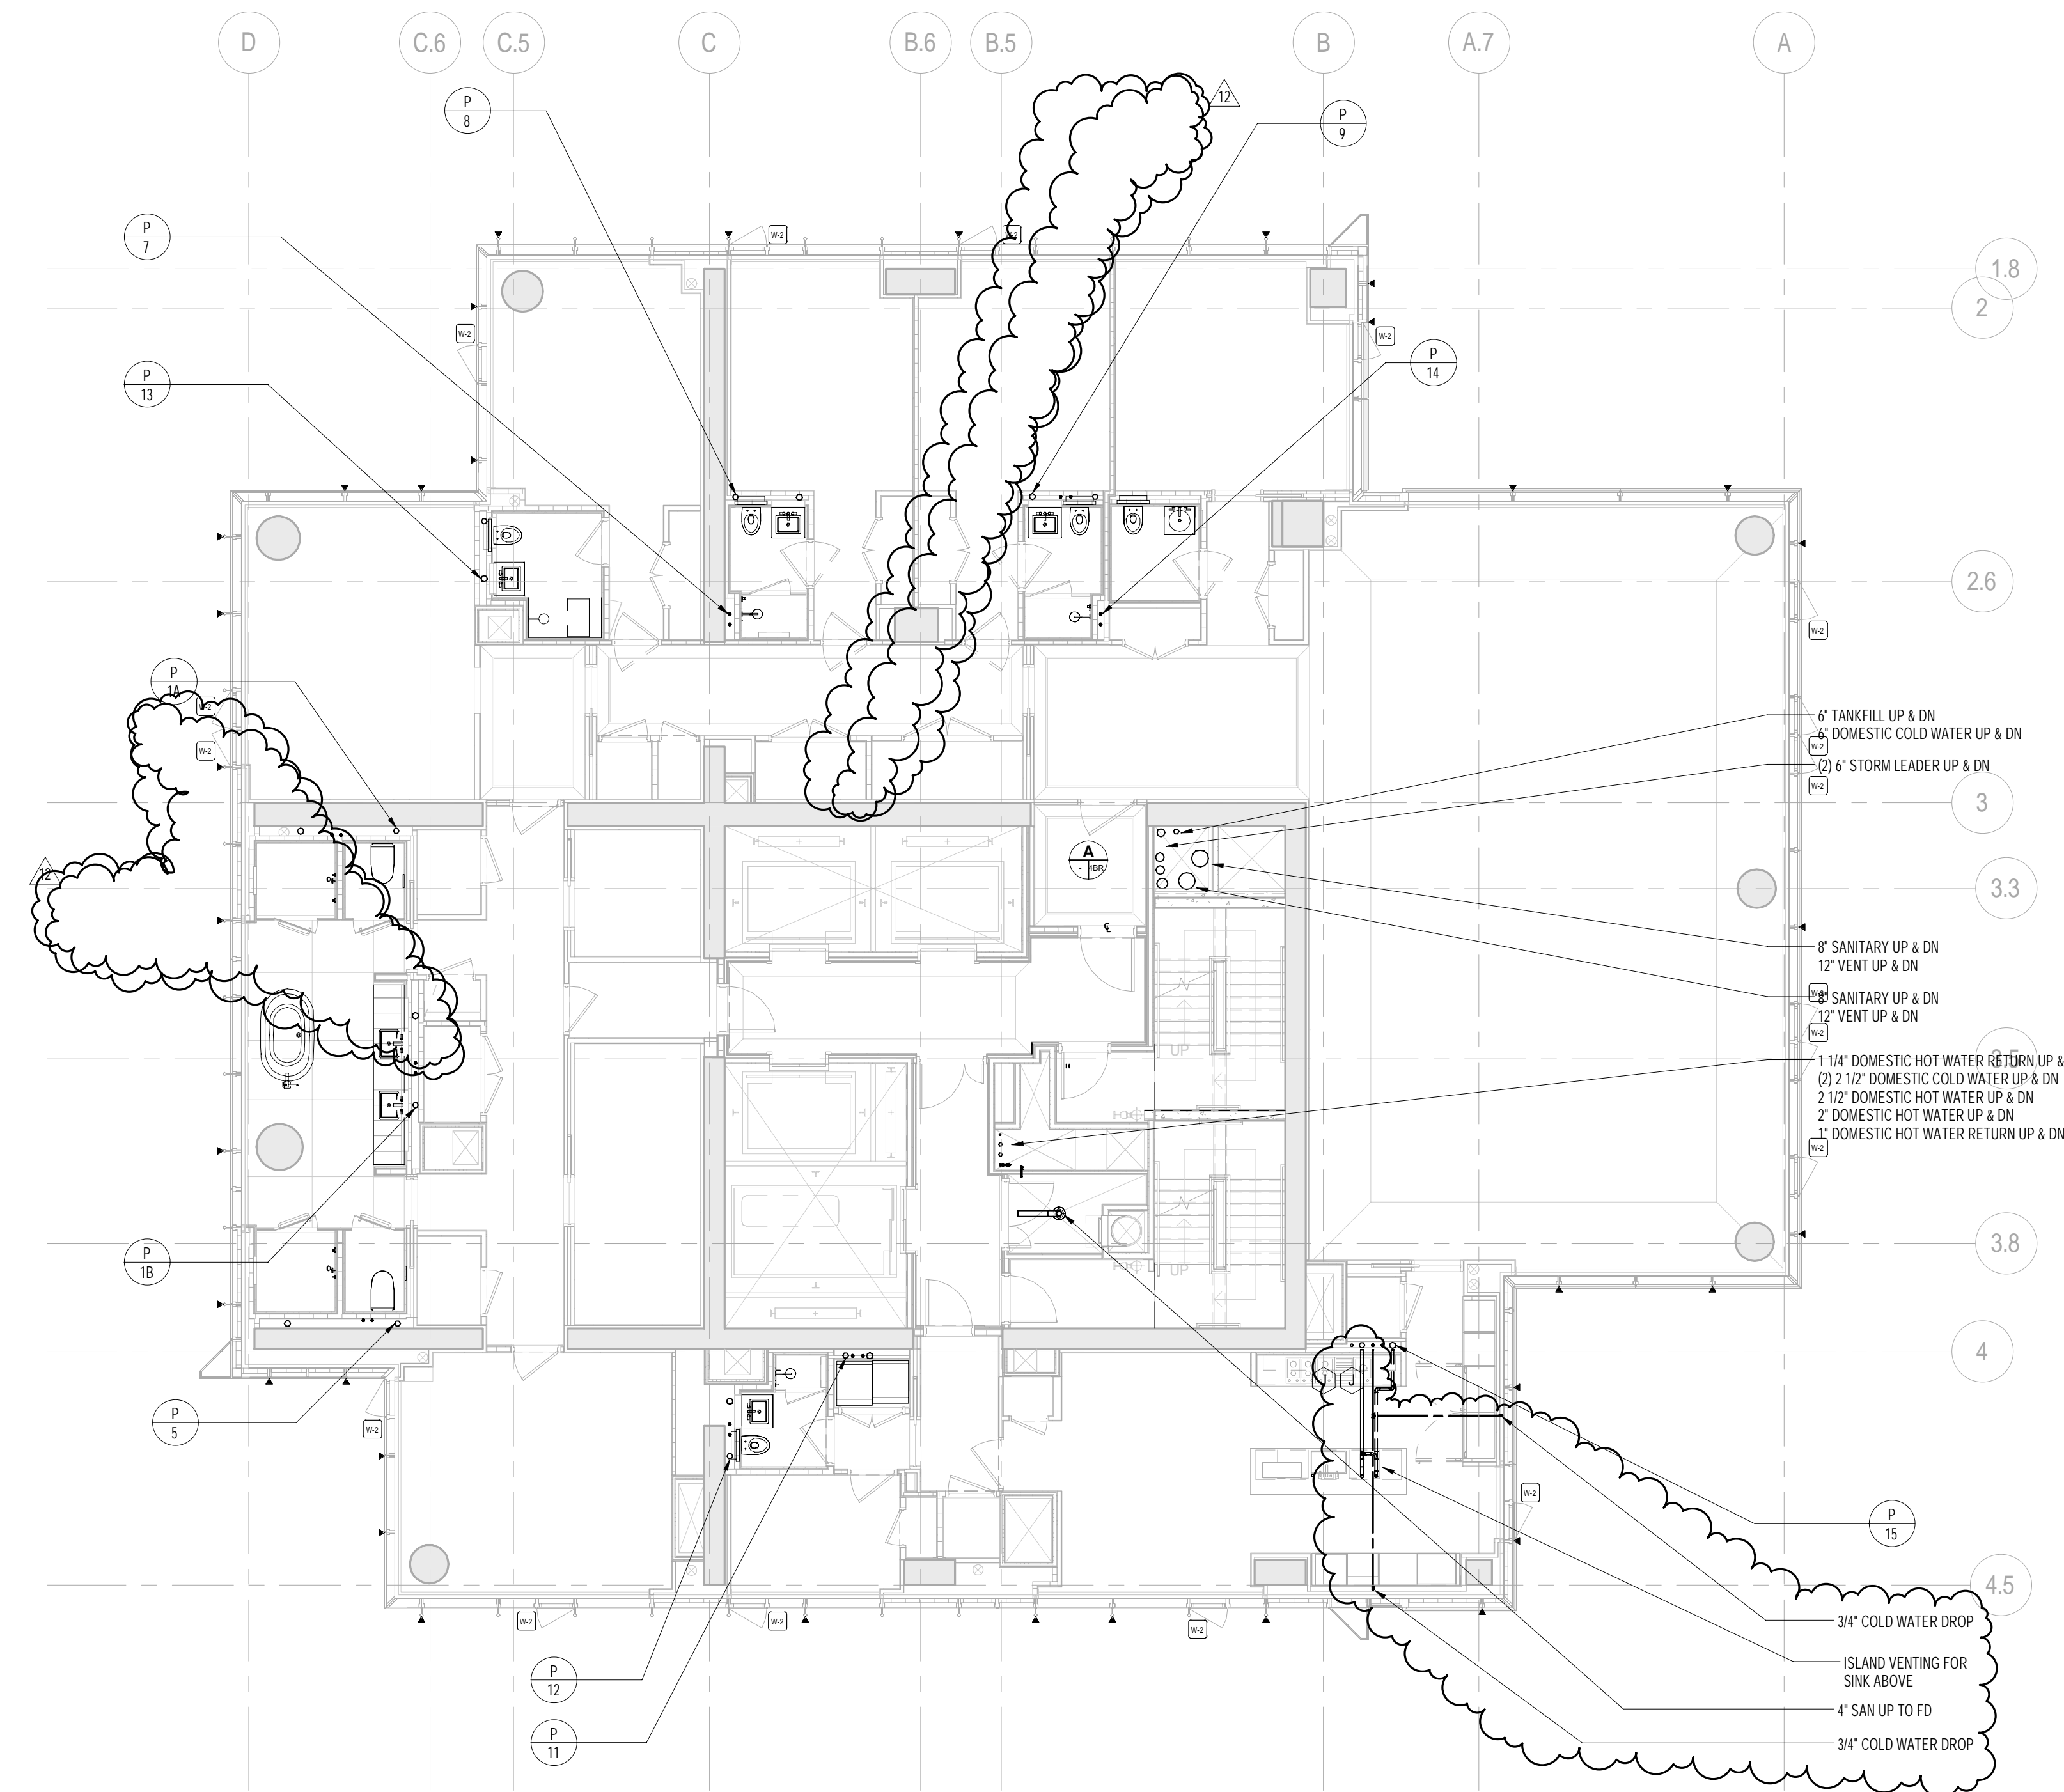 D
C.6
C.5
C
B.6
B.5
B
A.7
A
P
8
12
P
9
P
7
W-2
W-2
1.8
2
W-2
W-2
P
14
P
13
2.6
W-2
P
1A
W-2
W-2
6" TANKFILL UP & DN
6" DOMESTIC COLD WATER UP & DN
W-2
(2) 6" STORM LEADER UP & DN
W-2
3
A
- 4BR
12
3.3
8" SANITARY UP & DN
12" VENT UP & DN
W-2
8" SANITARY UP & DN
12" VENT UP & DN
W-2
UP
3.5
1 1/4" DOMESTIC HOT WATER RETURN UP &
(2) 2 1/2" DOMESTIC COLD WATER UP & DN
2 1/2" DOMESTIC HOT WATER UP & DN
2" DOMESTIC HOT WATER UP & DN
1" DOMESTIC HOT WATER RETURN UP & DN
W-2
3.8
P
1B
UP
4
J
J
P
5
W-2
W-2
P
15
4.5
W-2
W-2
W-2
3/4" COLD WATER DROP
ISLAND VENTING FOR
SINK ABOVE
P
12
4" SAN UP TO FD
P
11
3/4" COLD WATER DROP